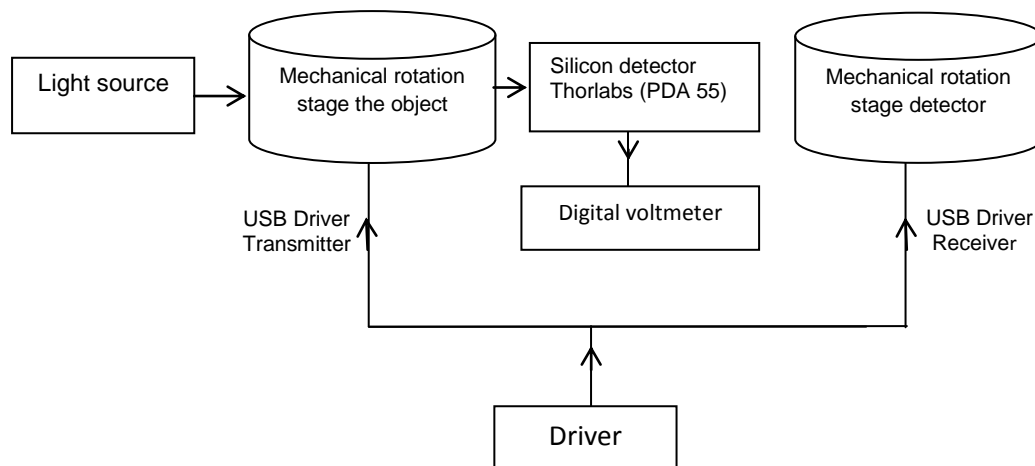 Light source
Mechanical rotation
stage the object
Silicon detector
Thorlabs (PDA 55)
Mechanical rotation
stage detector
Digital voltmeter
USB Driver
Transmitter
USB Driver
Receiver
Driver